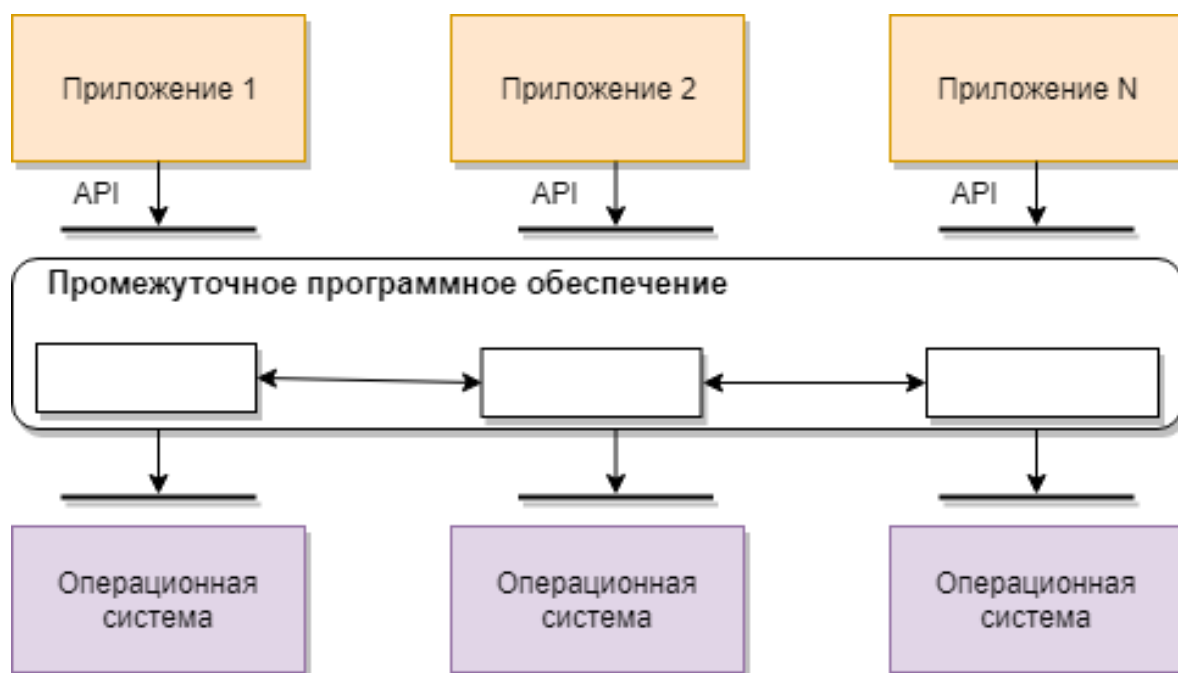 Приложение 1
Приложение 2
Приложение N
API
API
API
Промежуточное программное обеспечение
Операционная
система
Операционная
система
Операционная
система